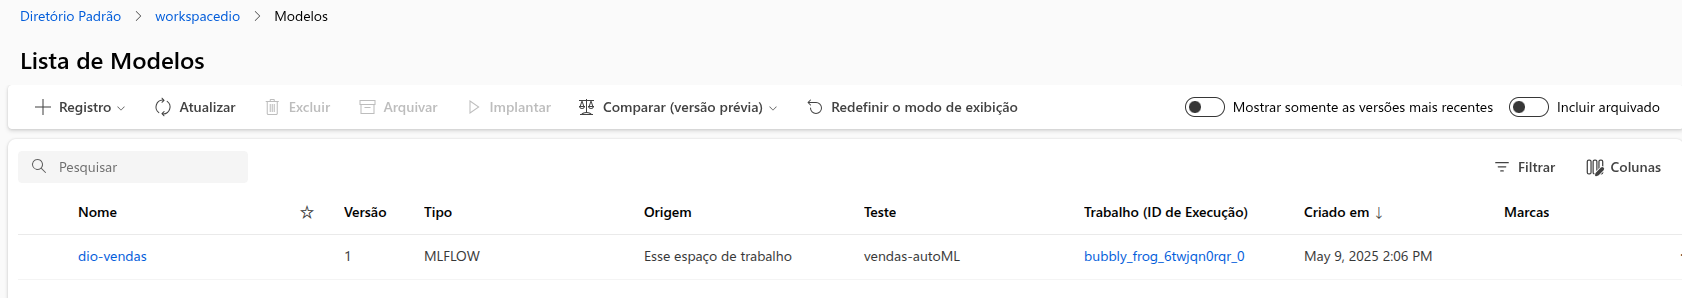 Diretório Padrão > workspacedio > Modelos
Lista de Modelos
Registro Atualizar Excluir Arquivar Implantar Comparar (versão prévia) Redefinir o modo de exibição Mostrar somente as versões mais recentes Incluir arquivado
Pesquisar Filtrar Colunas
Nome Versão Tipo Origem Teste Trabalho (ID de Execução) Criado em ↓ Marcas
dio-vendas 1 MLFLOW Esse espaço de trabalho vendas-autoML bubbly_frog_6twjqn0rqr_0 May 9, 2025 2:06 PM